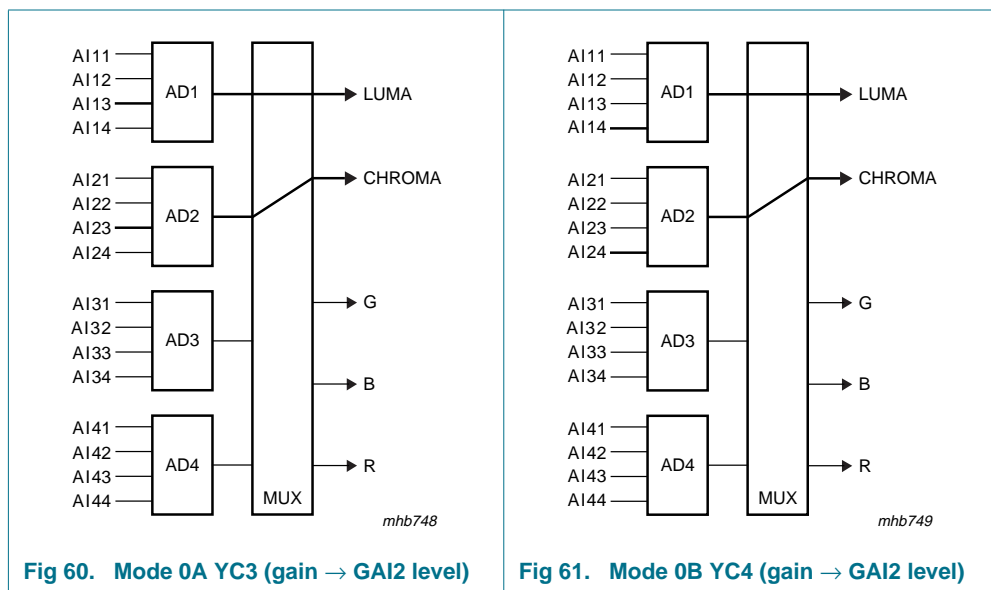 AI11
AI12
AI13
AI14
AD1
LUMA
AI21
AI22
AI23
AI24
AD2
CHROMA
AI31
AI32
AI33
AI34
AD3
G
B
AI41
AI42
AI43
AI44
AD4
R
MUX
mhb748
Fig 60. Mode 0A YC3 (gain → GAI2 level)
AI11
AI12
AI13
AI14
AD1
LUMA
AI21
AI22
AI23
AI24
AD2
CHROMA
AI31
AI32
AI33
AI34
AD3
G
B
AI41
AI42
AI43
AI44
AD4
R
MUX
mhb749
Fig 61. Mode 0B YC4 (gain → GAI2 level)